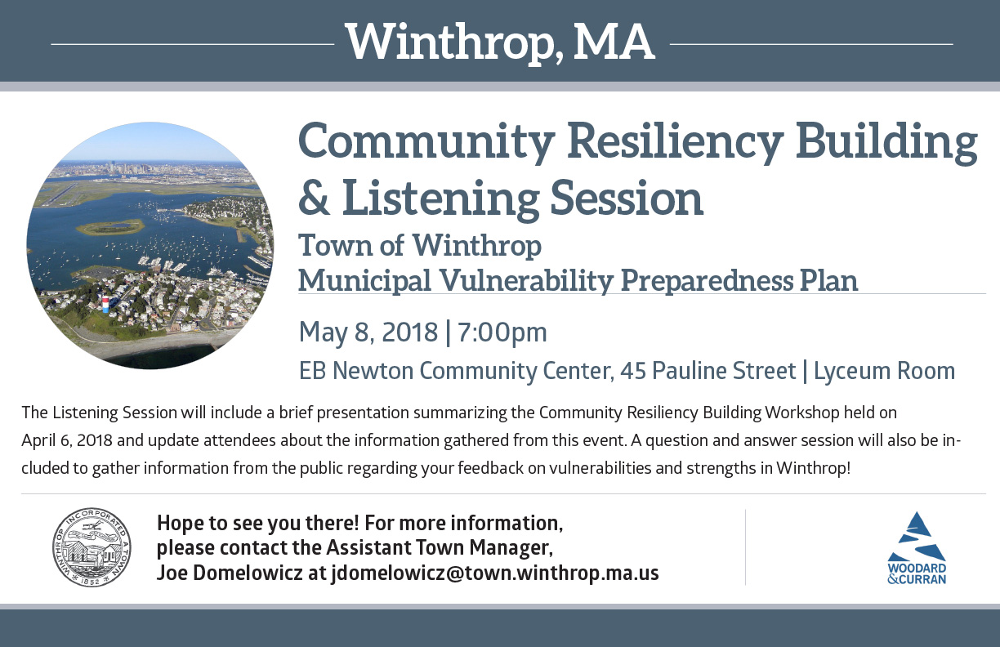 Winthrop, MA
Community Resiliency Building
& Listening Session
Town of Winthrop
Municipal Vulnerability Preparedness Plan
May 8, 2018 | 7:00pm
EB Newton Community Center, 45 Pauline Street | Lyceum Room
The Listening Session will include a brief presentation summarizing the Community Resiliency Building Workshop held on
April 6, 2018 and update attendees about the information gathered from this event. A question and answer session will also be in-
cluded to gather information from the public regarding your feedback on vulnerabilities and strengths in Winthrop!
WINTHROP INCORPORATED A TOWN
1852
Hope to see you there! For more information,
please contact the Assistant Town Manager,
Joe Domelowicz at jdomelowicz@town.winthrop.ma.us
WOODARD
&CURRAN